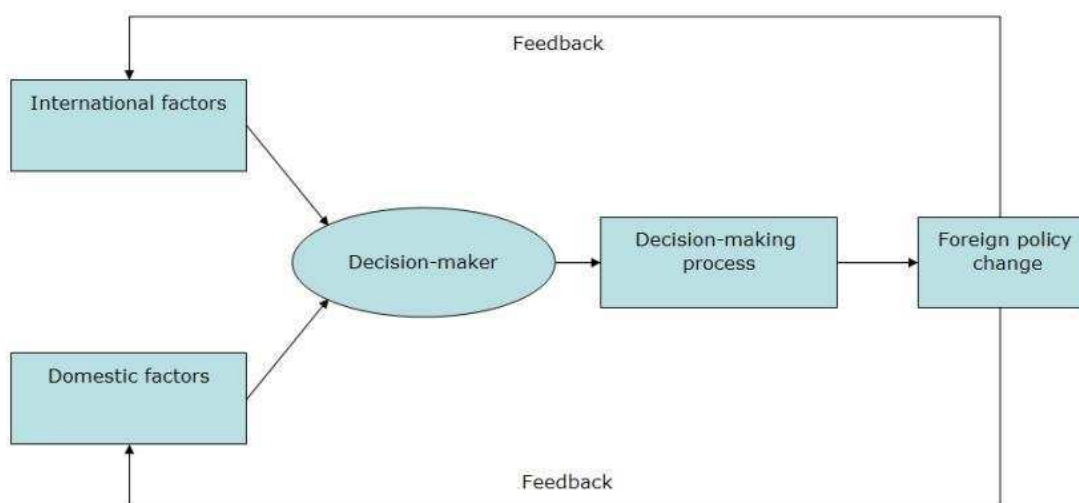 Feedback
International factors
Decision-maker
Decision-making
process
Foreign policy
change
Domestic factors
Feedback